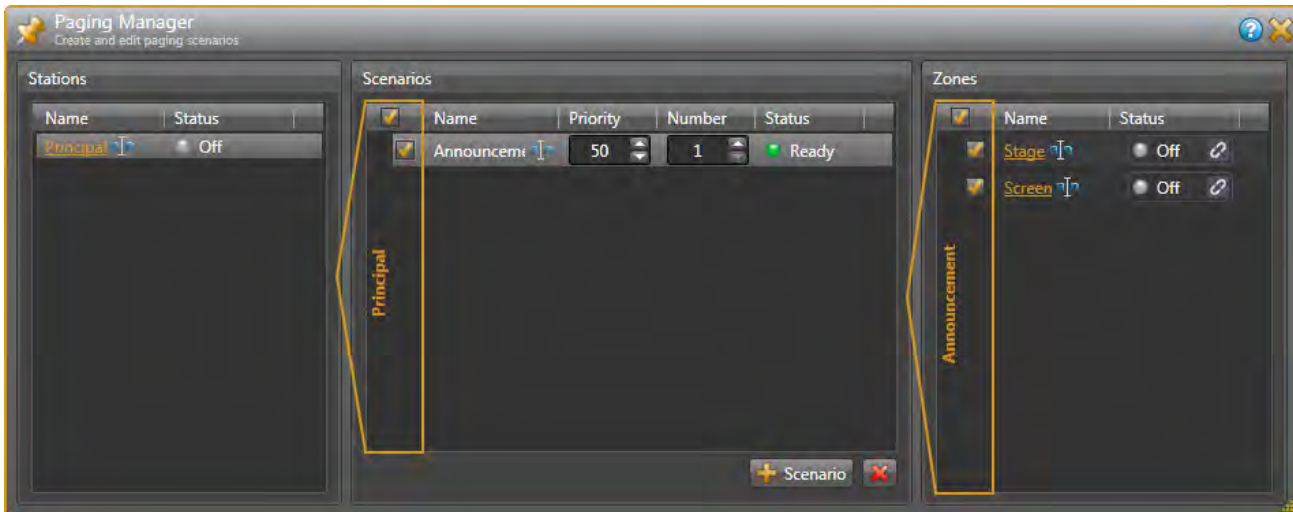 Paging Manager
Create and edit paging scenarios
Stations
Name Status
Principal Off
Scenarios
Name Priority Number Status
Announceme 50 1 Ready
Principal
Scenario
Zones
Name Status
Stage Off
Screen Off
Announcement